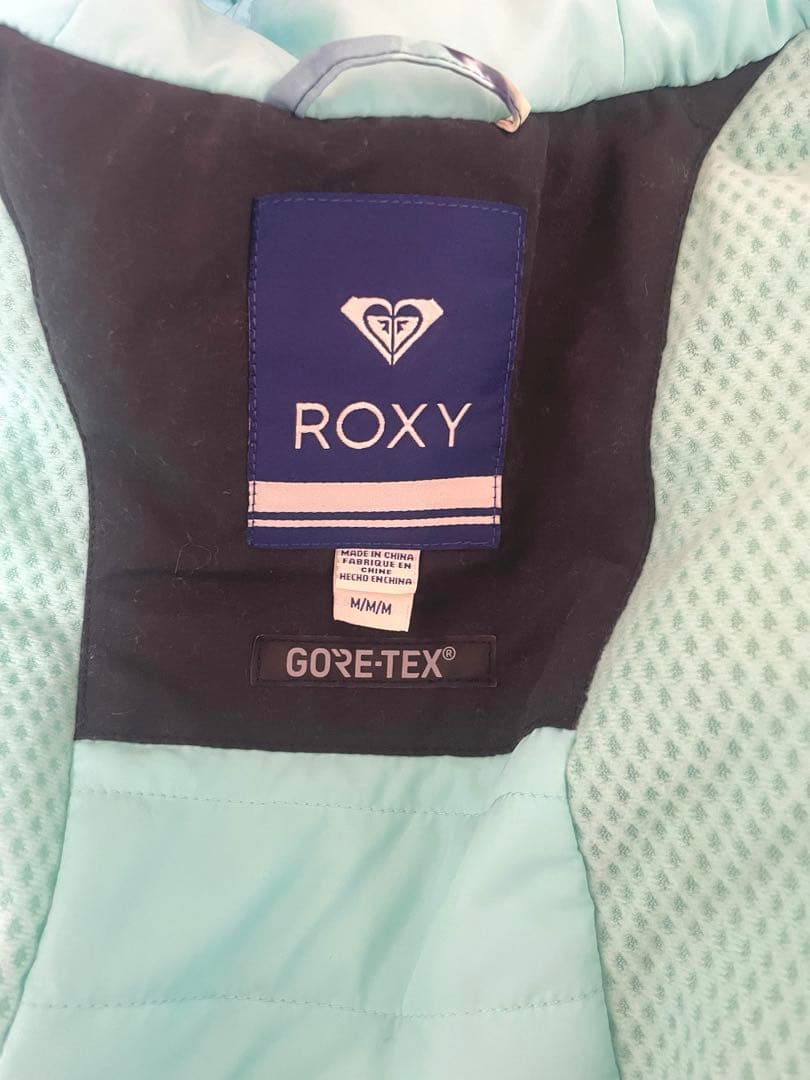 ROXY
MADE IN CHINA
FABRIQUE EN
CHINE
HECHO EN CHINA
M/M/M
GORE-TEX®